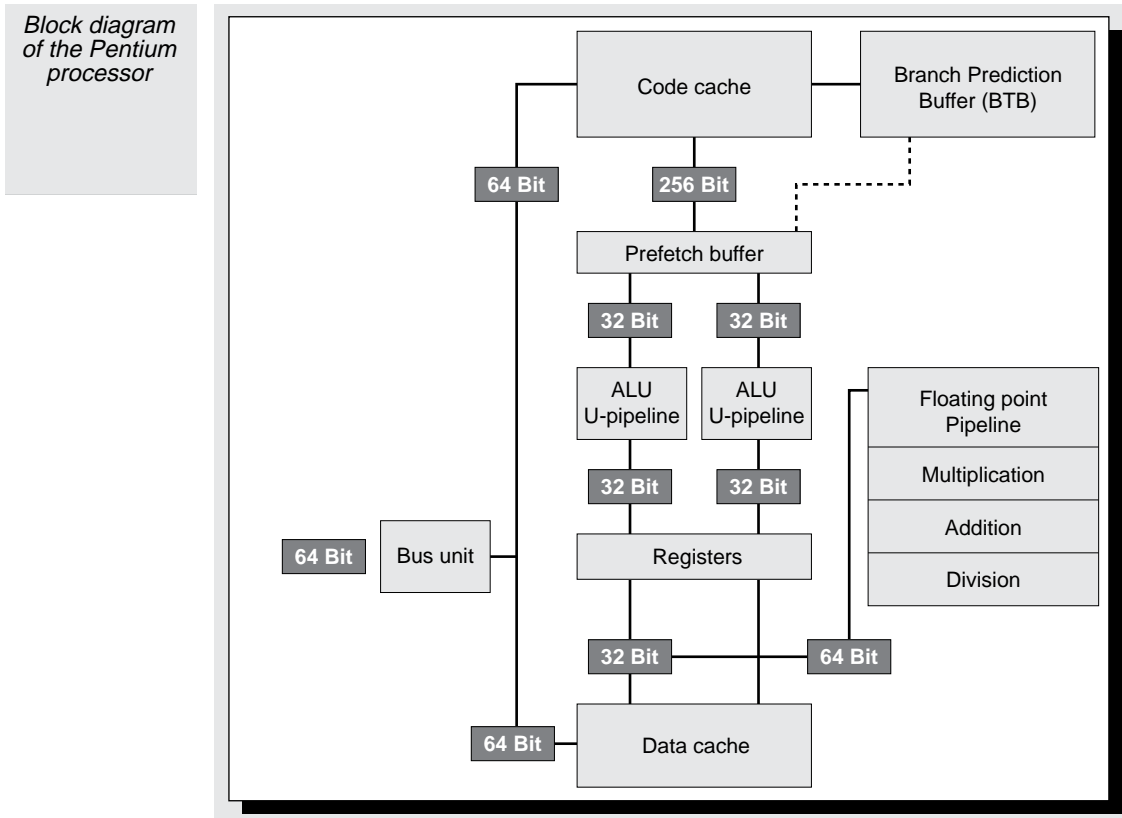 Block diagram
of the Pentium
processor
Code cache
Branch Prediction
Buffer (BTB)
64 Bit
256 Bit
Prefetch buffer
32 Bit
32 Bit
ALU
U-pipeline
ALU
U-pipeline
Floating point
Pipeline
Multiplication
Addition
Division
32 Bit
32 Bit
64 Bit
Bus unit
Registers
32 Bit
64 Bit
64 Bit
Data cache